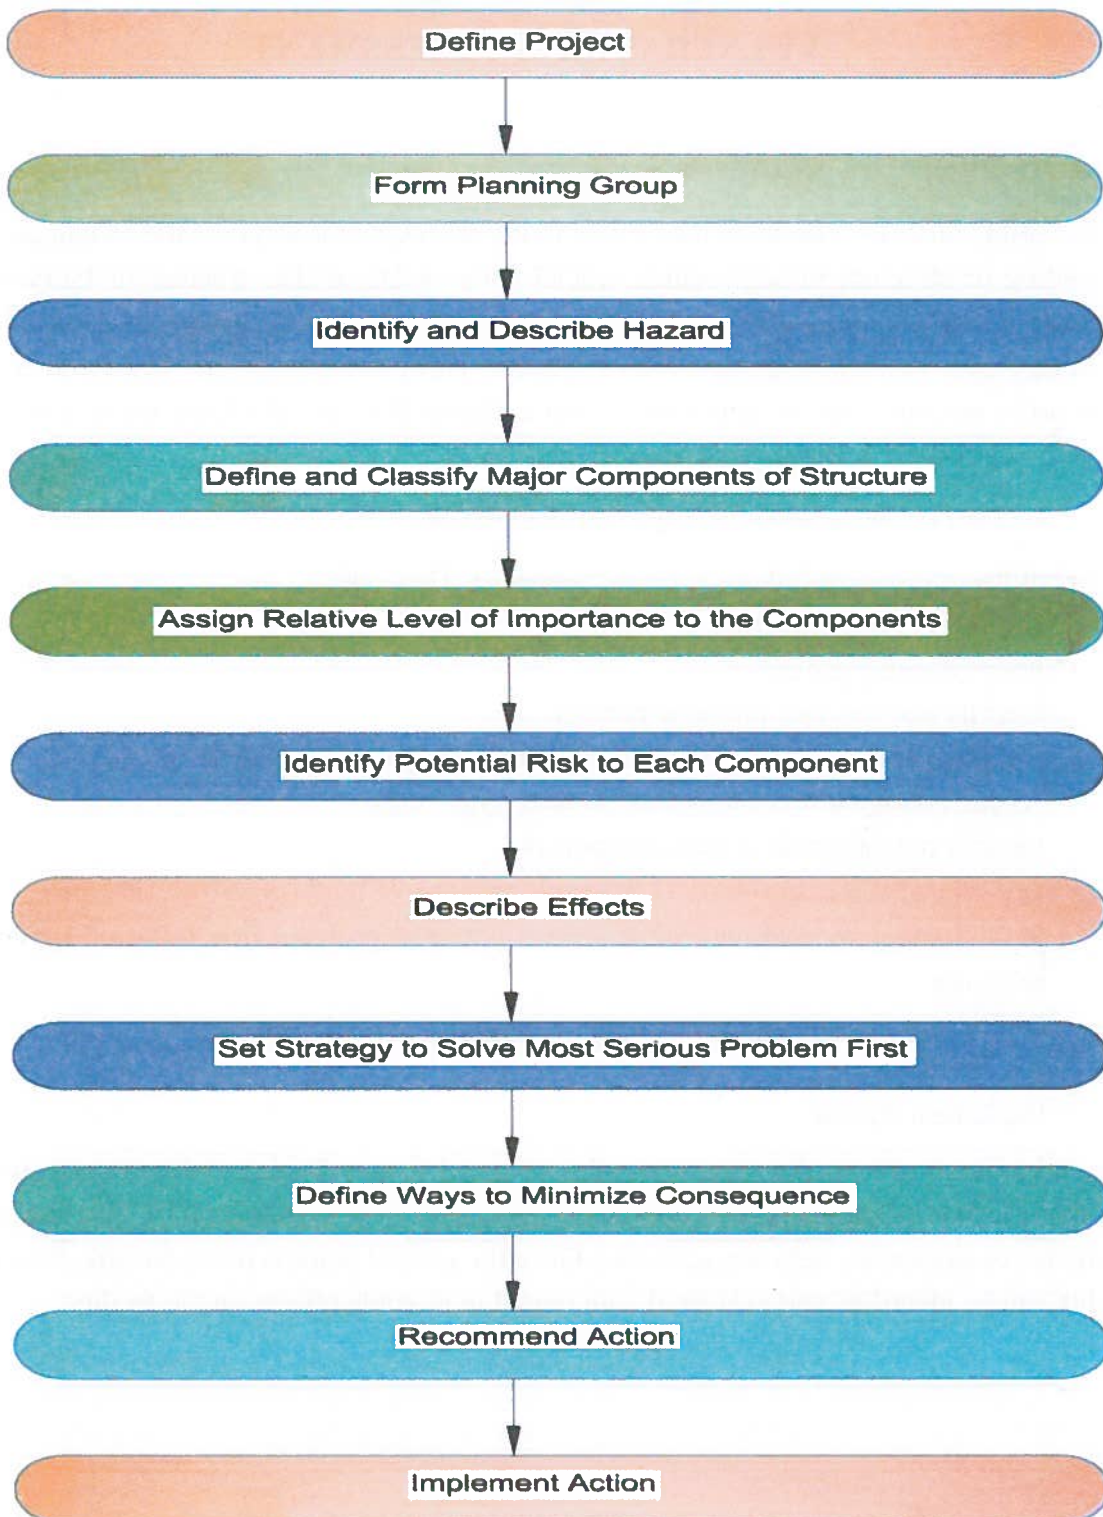 Define Project
Form Planning Group
Identify and Describe Hazard
Define and Classify Major Components of Structure
Assign Relative Level of Importance to the Components
Identify Potential Risk to Each Component
Describe Effects
Set Strategy to Solve Most Serious Problem First
Define Ways to Minimize Consequence
Recommend Action
Implement Action